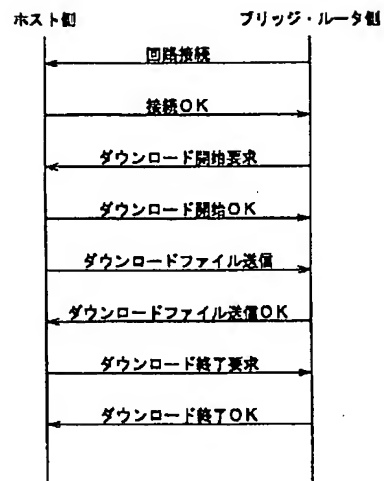 ホスト側 ブリッジ・ルータ側
回路接続
接続OK
ダウンロード開始要求
ダウンロード開始OK
ダウンロードファイル送信
ダウンロードファイル送信OK
ダウンロード終了要求
ダウンロード終了OK